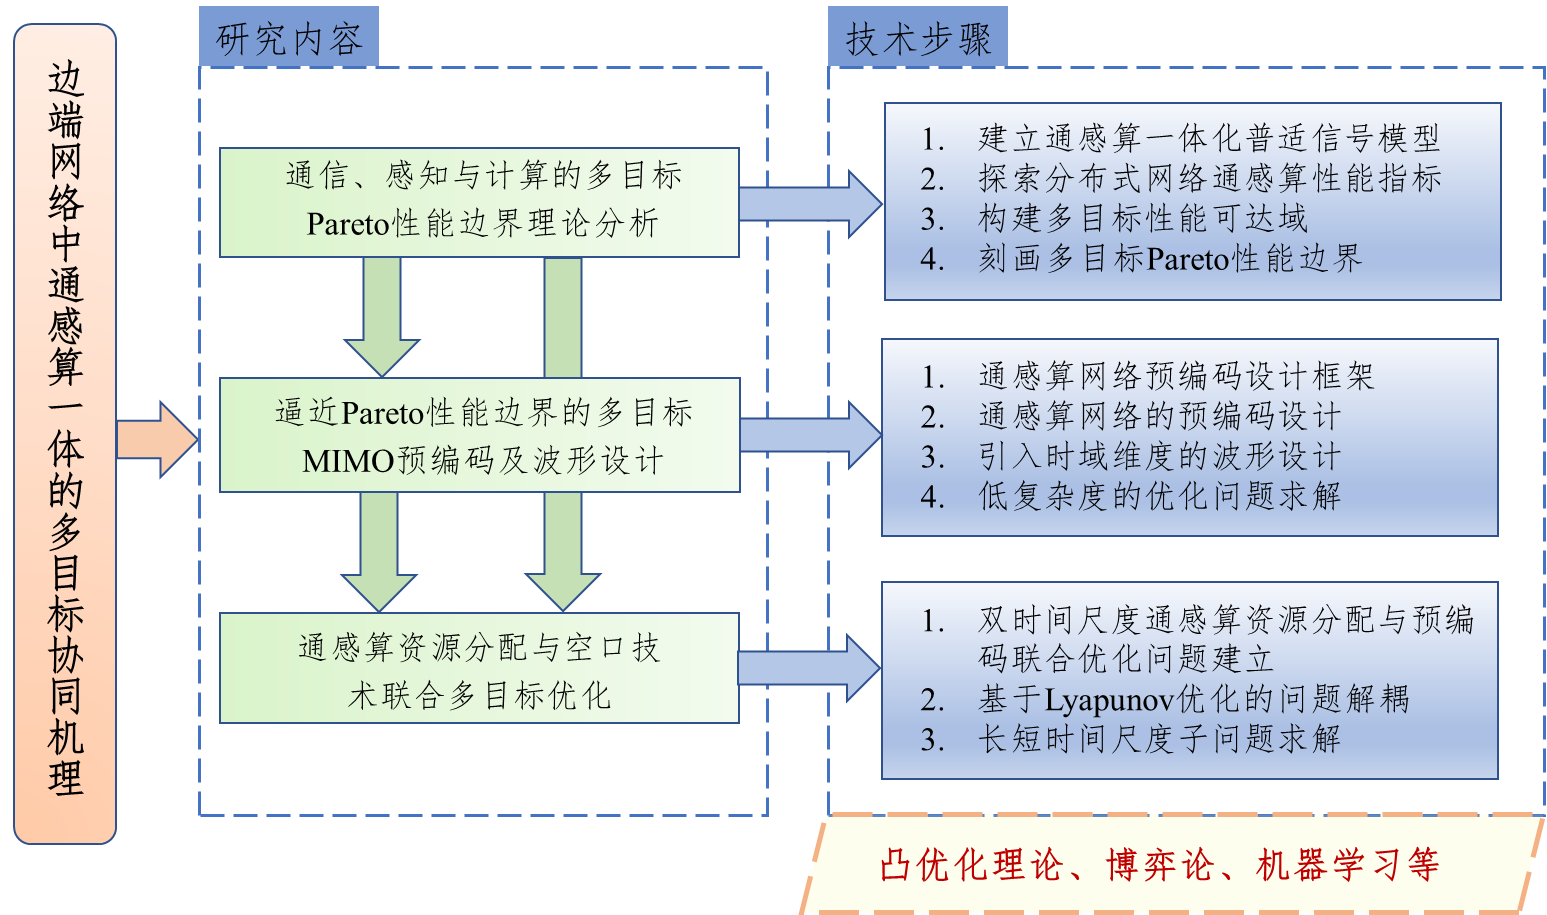 边端网络中通感算一体的多目标协同机理
研究内容
通信、感知与计算的多目标
Pareto性能边界理论分析
逼近Pareto性能边界的多目标
MIMO预编码及波形设计
通感算资源分配与空口技
术联合多目标优化
技术步骤
1. 建立通感算一体化普适信号模型
2. 探索分布式网络通感算性能指标
3. 构建多目标性能可达域
4. 刻画多目标Pareto性能边界
1. 通感算网络预编码设计框架
2. 通感算网络的预编码设计
3. 引入时域维度的波形设计
4. 低复杂度的优化问题求解
1. 双时间尺度通感算资源分配与预编
码联合优化问题建立
2. 基于Lyapunov优化的问题解耦
3. 长短时间尺度子问题求解
凸优化理论、博弈论、机器学习等